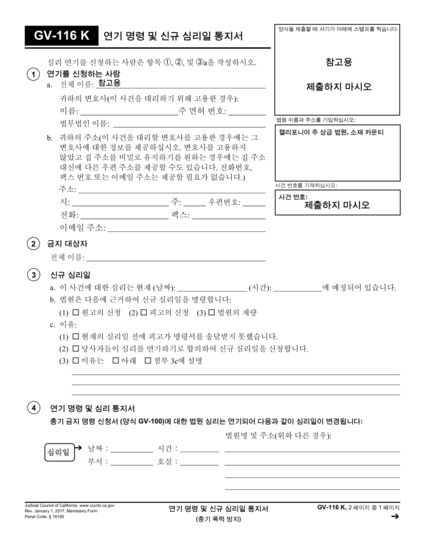 GV-116 K 연기 명령 및 신규 심리일 통지서
양식을 제출할 때 서기가 아래에 스탬프를 찍습니다.
참고용
제출하지 마시오
심리 연기를 신청하는 사람은 항목 ①, ②, 및 ③a을 작성하시오.
1 연기를 신청하는 사람
a. 전체 이름: 참고용
귀하의 변호사(이 사건을 대리하기 위해 고용한 경우):
이름: 주 면허 번호:
법무법인 이름:
b. 귀하의 주소(이 사건을 대리할 변호사를 고용한 경우에는 그
변호사에 대한 정보를 제공하십시오. 변호사를 고용하지
않았고 집 주소를 비밀로 유지하기를 원하는 경우에는 집 주소
대신에 다른 우편 주소를 제공할 수도 있습니다. 전화번호,
팩스 번호 또는 이메일 주소는 제공할 필요가 없습니다.)
주소:
시: 주: 우편번호:
전화: 팩스:
이메일 주소:
법원 이름과 주소를 기입하십시오:
캘리포니아 주 상급 법원, 소재 카운티
사건 번호를 기재하십시오:
사건 번호:
제출하지 마시오
2 금지 대상자
전체 이름:
3 신규 심리일
a. 이 사건에 대한 심리는 현재 (날짜): (시간): 에 예정되어 있습니다.
b. 법원은 다음에 근거하여 신규 심리일을 명령합니다:
(1) 원고의 신청 (2) 피고의 신청 (3) 법원의 재량
c. 이유:
(1) 현재의 심리일 전에 피고가 명령서를 송달받지 못했습니다.
(2) 당사자들이 심리를 연기하기로 합의하여 신규 심리일을 신청합니다.
(3) 이유는 아래 첨부 3c에 설명
4 연기 명령 및 심리 통지서
총기 금지 명령 신청서 (양식 GV-100)에 대한 법원 심리는 연기되어 다음과 같이 심리일이 변경됩니다:
법원명 및 주소(위와 다른 경우):
심리일 ➔ 날짜 : 시간 :
부서 : 호실 :
Judicial Council of California, www.courts.ca.gov
Rev. January 1, 2017, Mandatory Form
Penal Code, § 18195
연기 명령 및 신규 심리일 통지서
(총기 폭력 방지)
GV-116 K, 2 페이지 중 1 페이지
➔